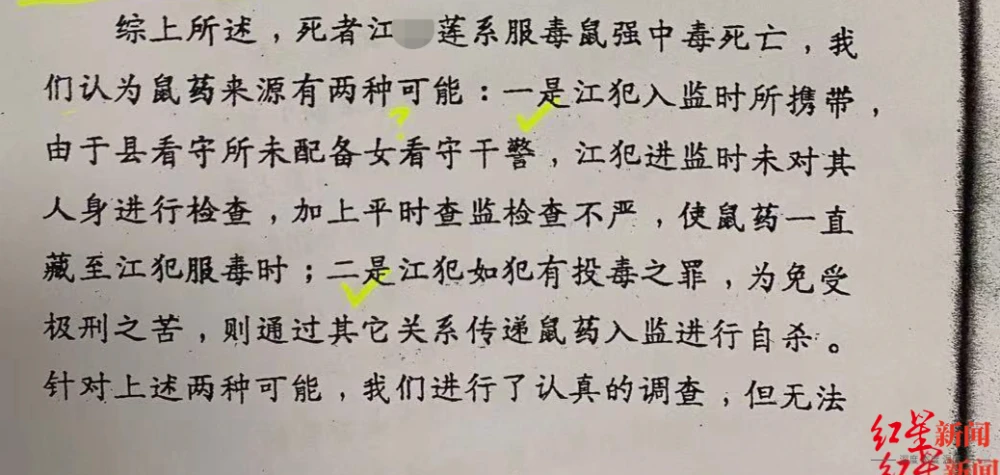 综上所述，死者江 莲系服毒鼠强中毒死亡，我
们认为鼠药来源有两种可能：一是江犯入监时所携带，
由于县看守所未配备女看守干警，江犯进监时未对其
人身进行检查，加上平时查监检查不严，使鼠药一直
藏至江犯服毒时；二是江犯如犯有投毒之罪，为免受
极刑之苦，则通过其它关系传递鼠药入监进行自杀。
针对上述两种可能，我们进行了认真的调查，但无法
?
红星新闻
红星新闻